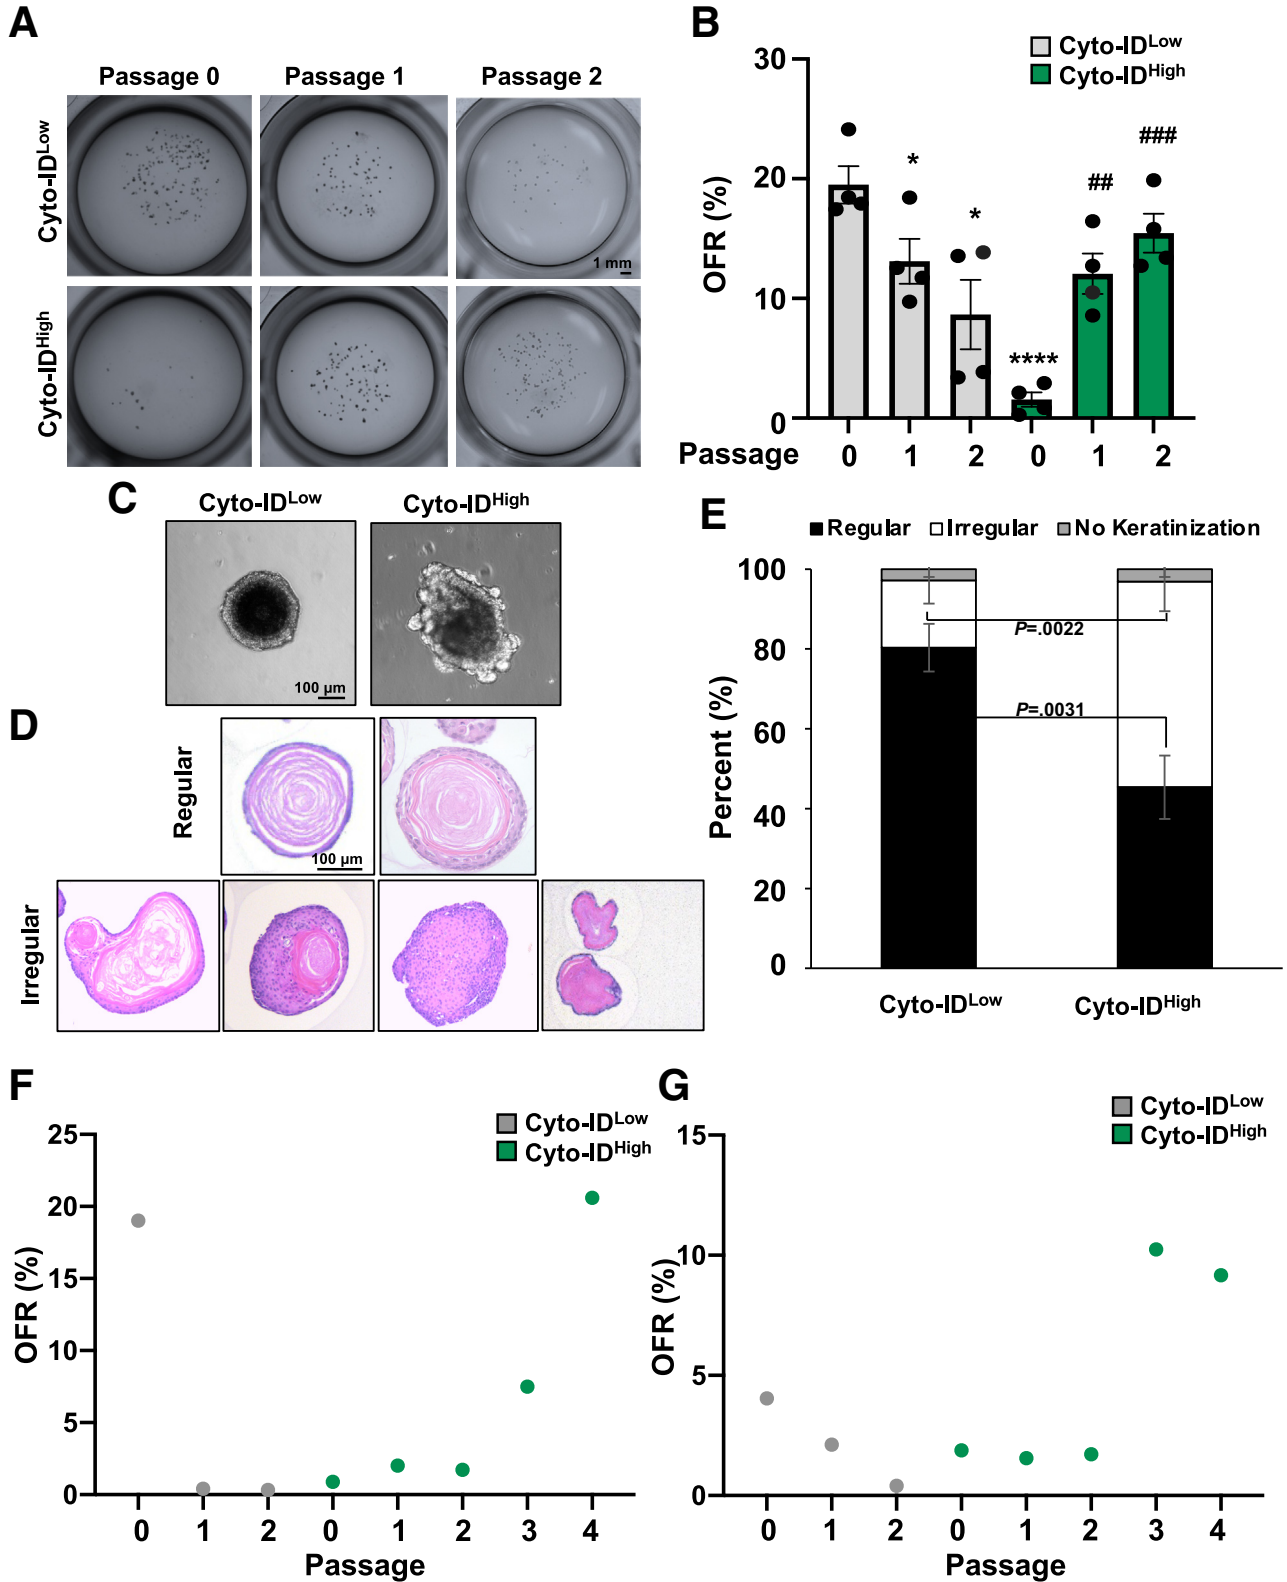 A
Passage 0 Passage 1 Passage 2
Cyto-IDLow
1 mm
Cyto-IDHigh
B
Cyto-IDLow
Cyto-IDHigh
OFR (%)
30
20
10
0
* * **** ## ###
Passage 0 1 2 0 1 2
C
Cyto-IDLow Cyto-IDHigh
100 µm
D
Regular
100 µm
Irregular
E
Regular Irregular No Keratinization
Percent (%)
100
80
60
40
20
0
P=.0022
P=.0031
Cyto-IDLow Cyto-IDHigh
F
Cyto-IDLow
Cyto-IDHigh
OFR (%)
25
20
15
10
5
0
0 1 2 0 1 2 3 4
Passage
G
Cyto-IDLow
Cyto-IDHigh
OFR (%)
15
10
5
0
0 1 2 0 1 2 3 4
Passage